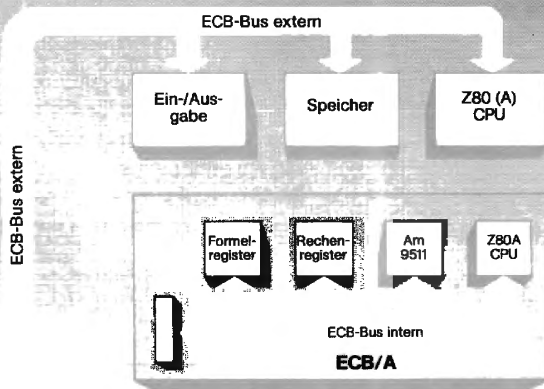 ECB-Bus extern
ECB-Bus extern
Ein-/Aus-
gabe
Speicher
Z80 (A)
CPU
Formel-
register
Rechen-
register
Am
9511
Z80A
CPU
ECB-Bus intern
ECB/A